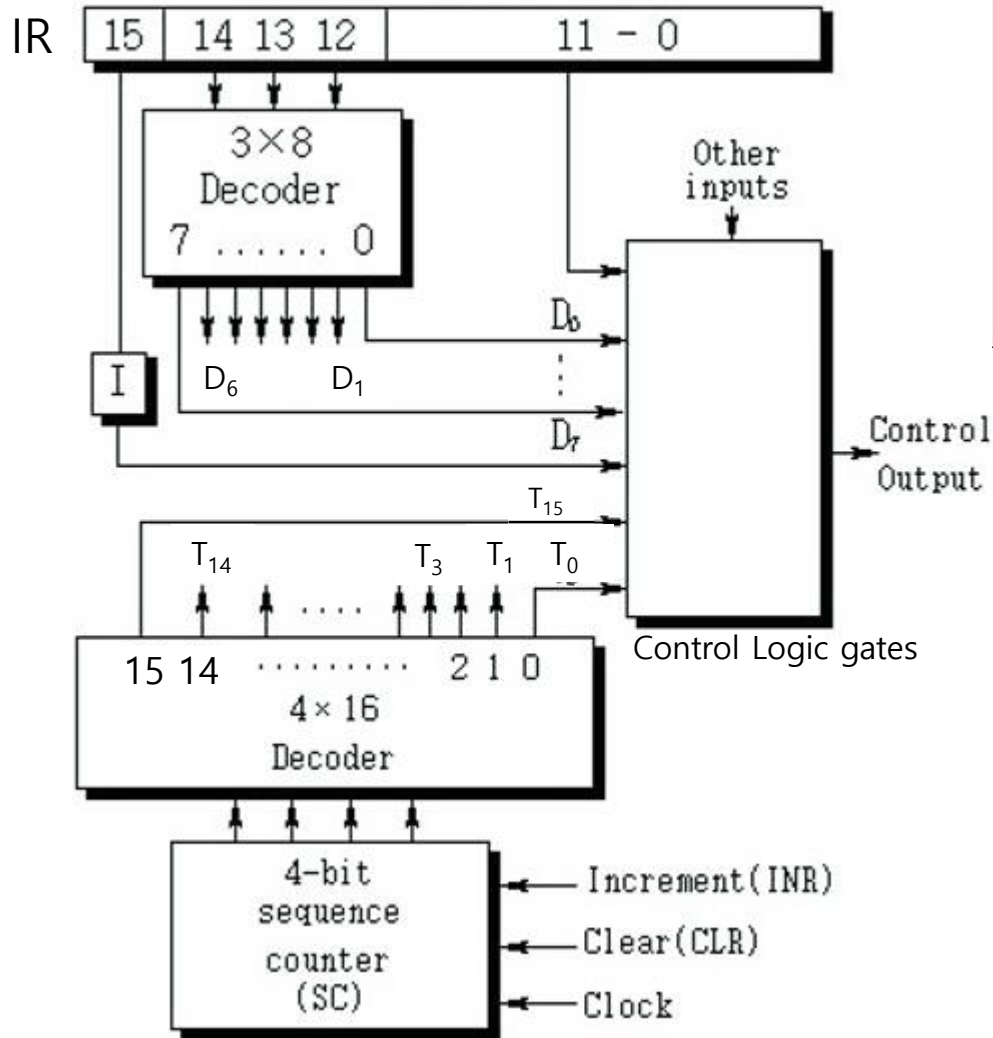 IR 15 14 13 12 11 - 0
3×8
Decoder
7 ...... 0
Other
inputs
D0
D6 D1
I
D7
Control
Output
T15
T14 .... T3 T1 T0
15 14 ......... 2 1 0
4×16
Decoder
Control Logic gates
4-bit
sequence
counter
(SC)
Increment(INR)
Clear(CLR)
Clock